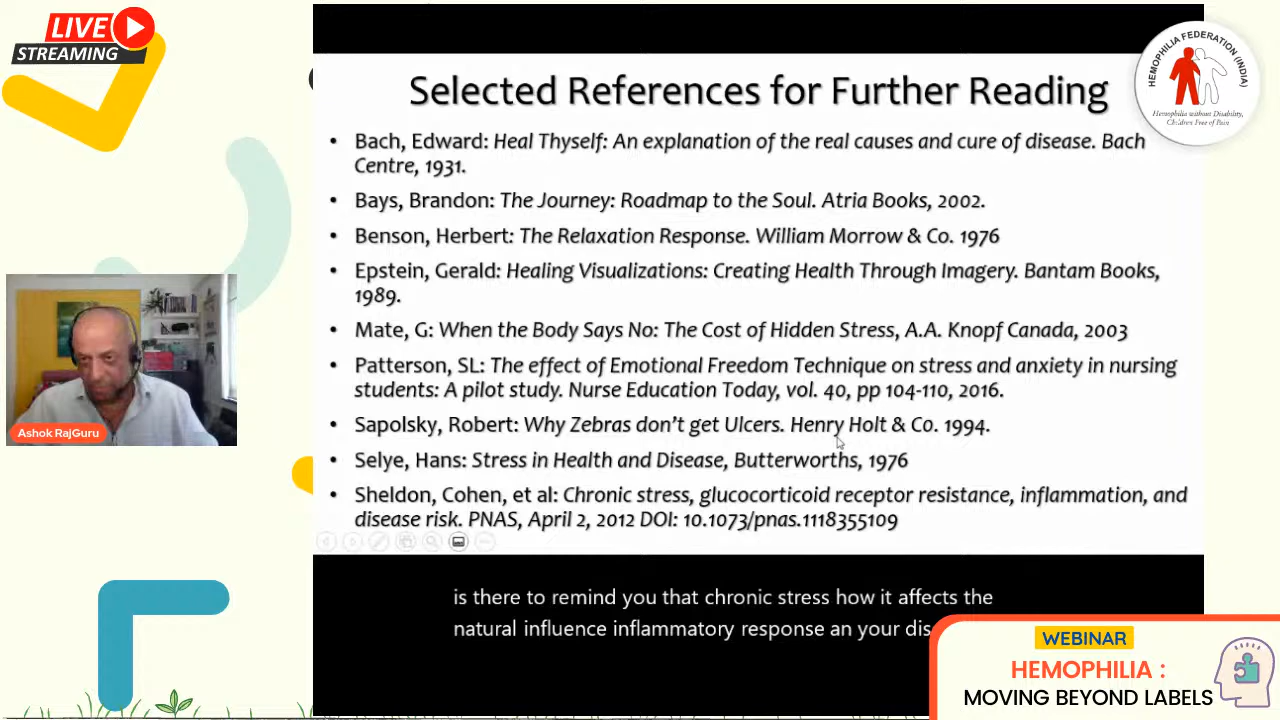 LIVE
STREAMING
Selected References for Further Reading
HEMOPHILIA FEDERATION (INDIA)
Hemophilia without Disability,
Children Free of Pain
• Bach, Edward: Heal Thyself: An explanation of the real causes and cure of disease. Bach
Centre, 1931.
• Bays, Brandon: The Journey: Roadmap to the Soul. Atria Books, 2002.
• Benson, Herbert: The Relaxation Response. William Morrow & Co. 1976
• Epstein, Gerald: Healing Visualizations: Creating Health Through Imagery. Bantam Books,
1989.
• Mate, G: When the Body Says No: The Cost of Hidden Stress, A.A. Knopf Canada, 2003
• Patterson, SL: The effect of Emotional Freedom Technique on stress and anxiety in nursing
students: A pilot study. Nurse Education Today, vol. 40, pp 104-110, 2016.
• Sapolsky, Robert: Why Zebras don't get Ulcers. Henry Holt & Co. 1994.
• Selye, Hans: Stress in Health and Disease, Butterworths, 1976
• Sheldon, Cohen, et al: Chronic stress, glucocorticoid receptor resistance, inflammation, and
disease risk. PNAS, April 2, 2012 DOI: 10.1073/pnas.1118355109
Ashok RajGuru
is there to remind you that chronic stress how it affects the
natural influence inflammatory response an your dis
WEBINAR
HEMOPHILIA :
MOVING BEYOND LABELS